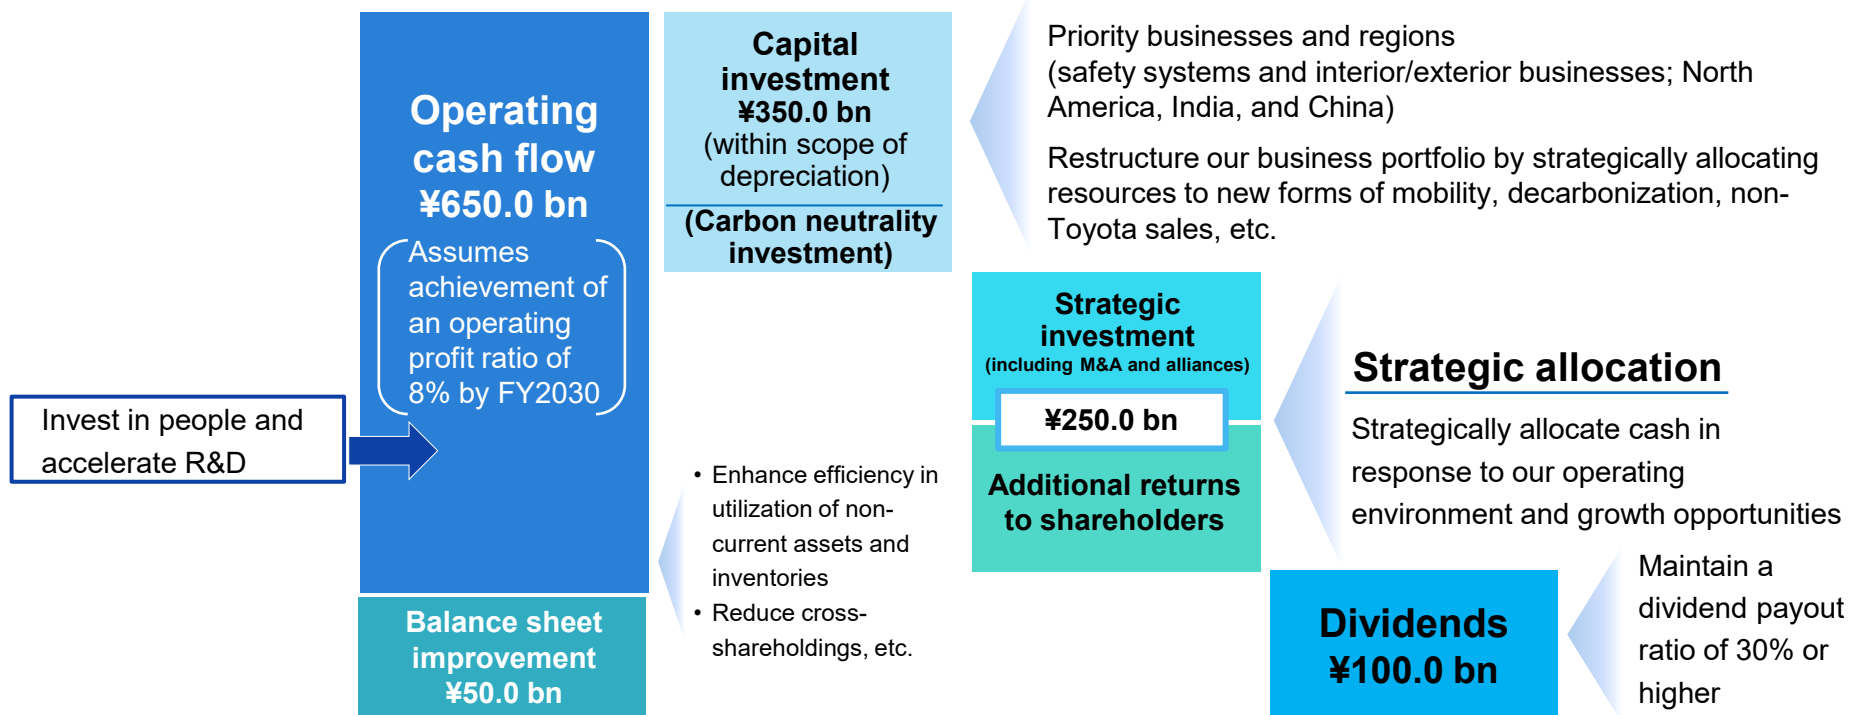 Operating
cash flow
¥650.0 bn
Assumes
achievement of
an operating
profit ratio of
8% by FY2030
Invest in people and
accelerate R&D
Balance sheet
improvement
¥50.0 bn
Capital
investment
¥350.0 bn
(within scope of
depreciation)
(Carbon neutrality
investment)
Priority businesses and regions
(safety systems and interior/exterior businesses; North
America, India, and China)
Restructure our business portfolio by strategically allocating
resources to new forms of mobility, decarbonization, non-
Toyota sales, etc.
• Enhance efficiency in
utilization of non-
current assets and
inventories
• Reduce cross-
shareholdings, etc.
Strategic
investment
(including M&A and alliances)
¥250.0 bn
Additional returns
to shareholders
Strategic allocation
Strategically allocate cash in
response to our operating
environment and growth opportunities
Dividends
¥100.0 bn
Maintain a
dividend payout
ratio of 30% or
higher